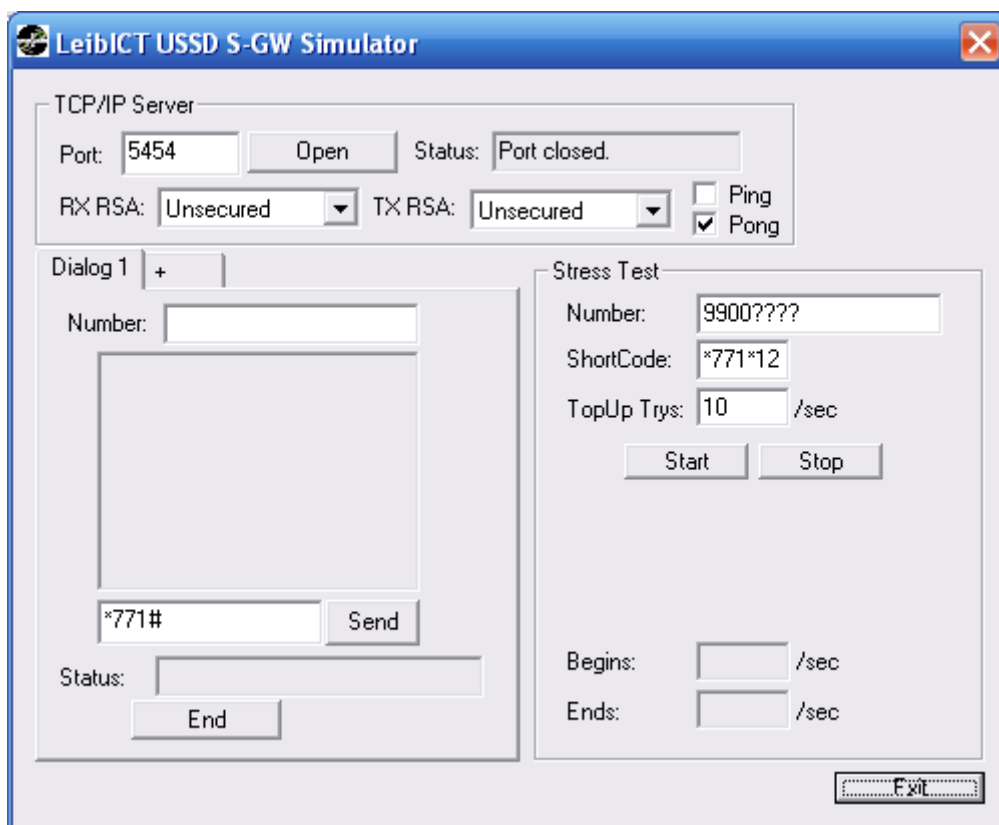 LeibICT USSD S-GW Simulator
TCP/IP Server
Port: 5454 Open Status: Port closed.
RX RSA: Unsecured TX RSA: Unsecured Ping
Pong
Dialog 1 +
Number:
*771# Send
Status:
End
Stress Test
Number: 9900????
ShortCode: *771*12
TopUp Trys: 10 /sec
Start Stop
Begins: /sec
Ends: /sec
Exit